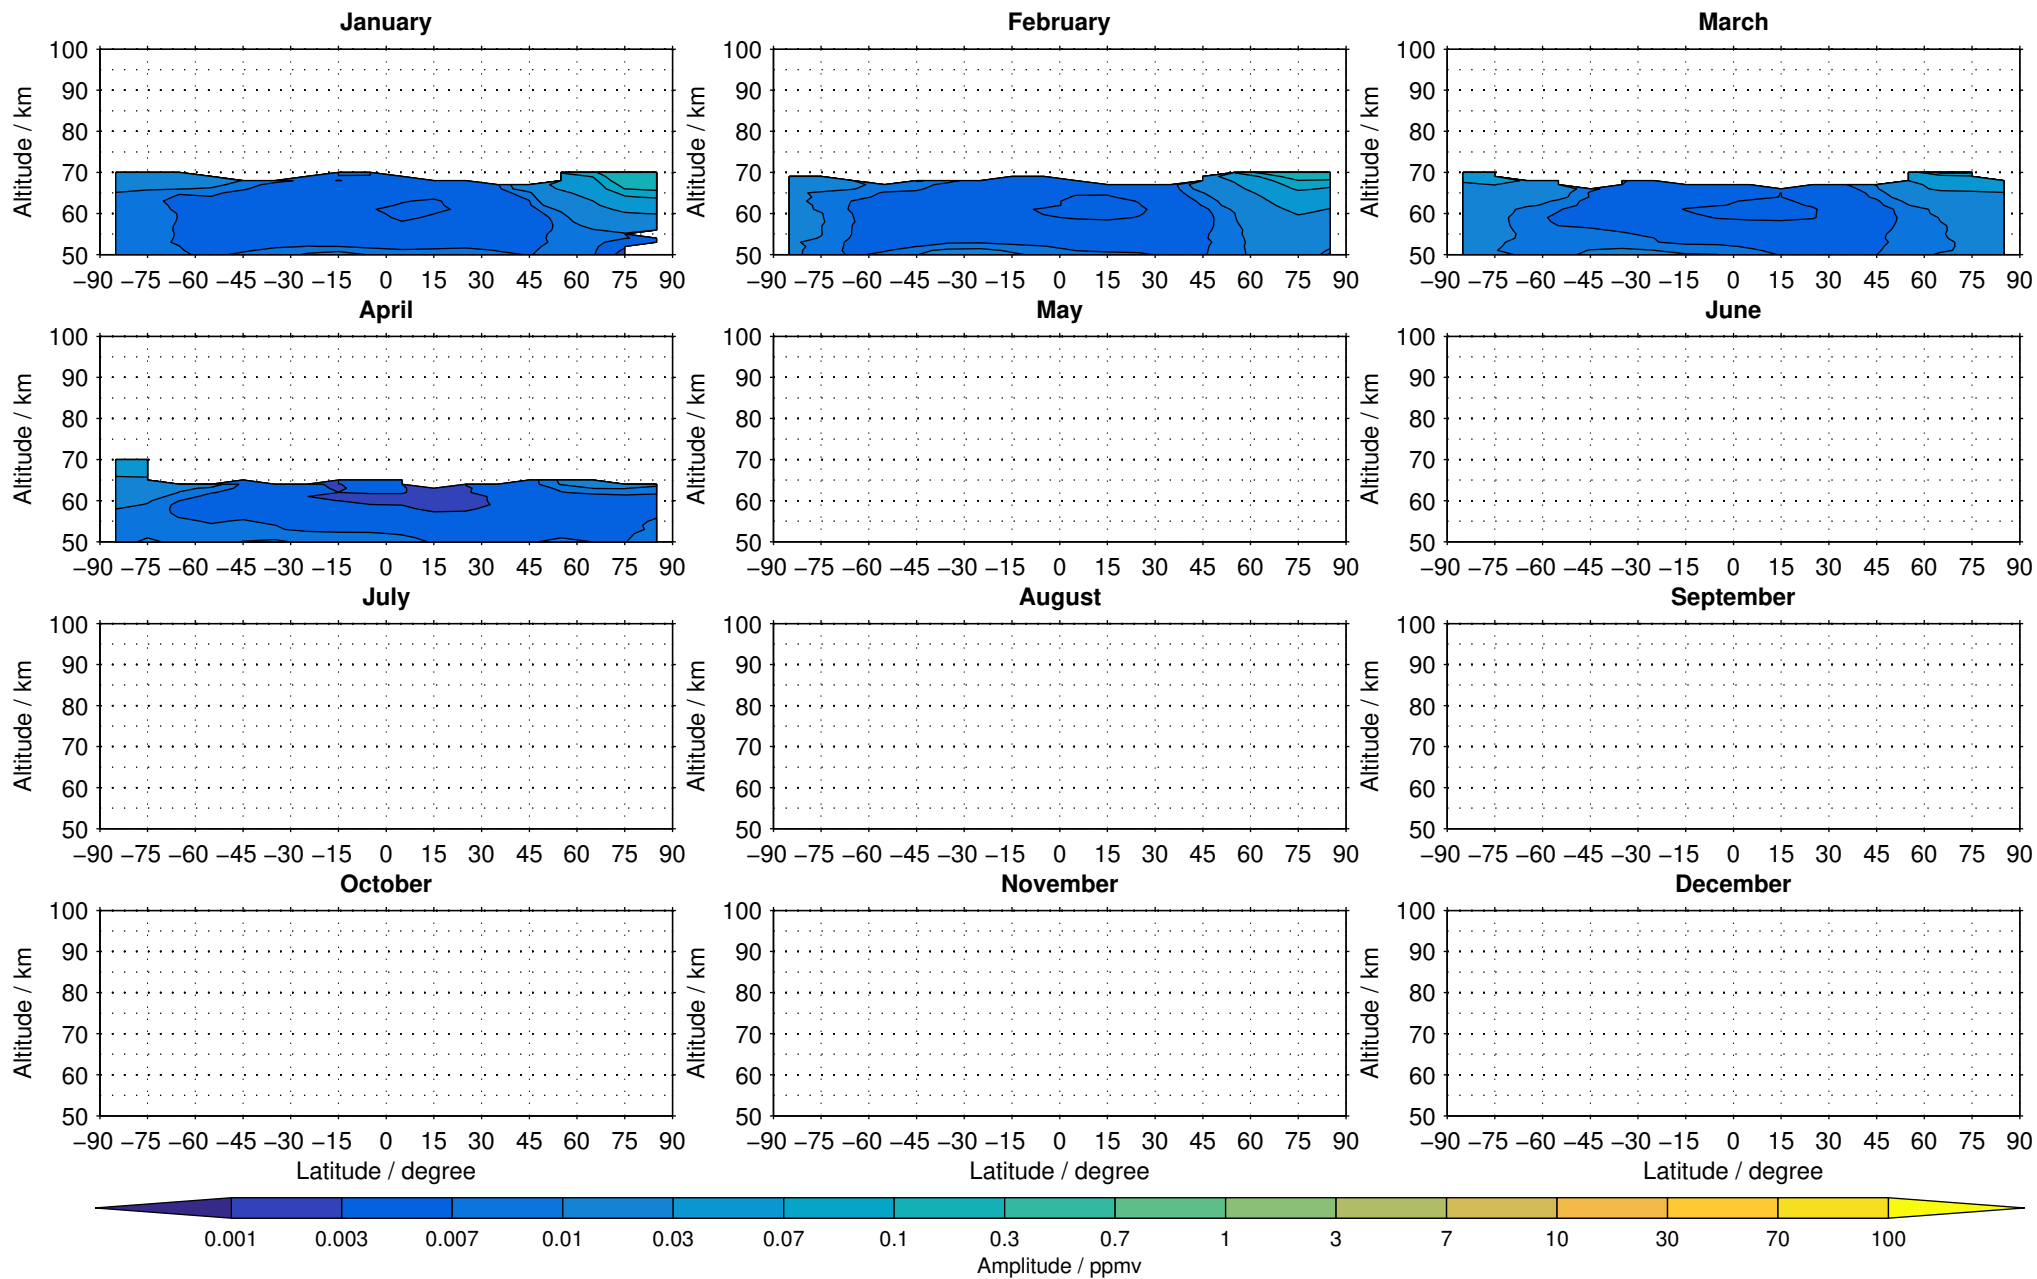 January February March
100 100 100
90 90 90
80 80 80
70 70 70
60 60 60
50 50 50
Altitude / km Altitude / km Altitude / km
−90 −75 −60 −45 −30 −15 0 15 30 45 60 75 90 −90 −75 −60 −45 −30 −15 0 15 30 45 60 75 90 −90 −75 −60 −45 −30 −15 0 15 30 45 60 75 90
April May June
100 100 100
90 90 90
80 80 80
70 70 70
60 60 60
50 50 50
Altitude / km Altitude / km Altitude / km
−90 −75 −60 −45 −30 −15 0 15 30 45 60 75 90 −90 −75 −60 −45 −30 −15 0 15 30 45 60 75 90 −90 −75 −60 −45 −30 −15 0 15 30 45 60 75 90
July August September
100 100 100
90 90 90
80 80 80
70 70 70
60 60 60
50 50 50
Altitude / km Altitude / km Altitude / km
−90 −75 −60 −45 −30 −15 0 15 30 45 60 75 90 −90 −75 −60 −45 −30 −15 0 15 30 45 60 75 90 −90 −75 −60 −45 −30 −15 0 15 30 45 60 75 90
October November December
100 100 100
90 90 90
80 80 80
70 70 70
60 60 60
50 50 50
Altitude / km Altitude / km Altitude / km
−90 −75 −60 −45 −30 −15 0 15 30 45 60 75 90 −90 −75 −60 −45 −30 −15 0 15 30 45 60 75 90 −90 −75 −60 −45 −30 −15 0 15 30 45 60 75 90
Latitude / degree Latitude / degree Latitude / degree
0.001 0.003 0.007 0.01 0.03 0.07 0.1 0.3 0.7 1 3 7 10 30 70 100
Amplitude / ppmv